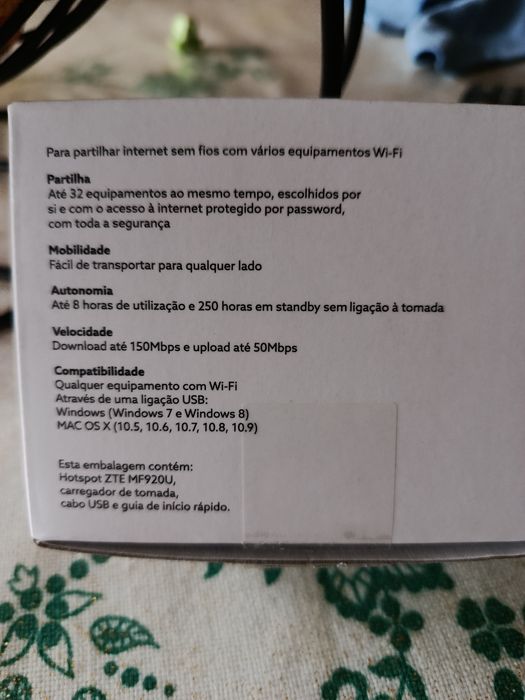 Para partilhar internet sem fios com vários equipamentos Wi-Fi
Partilha
Até 32 equipamentos ao mesmo tempo, escolhidos por
si e com o acesso à internet protegido por password,
com toda a segurança
Mobilidade
Fácil de transportar para qualquer lado
Autonomia
Até 8 horas de utilização e 250 horas em standby sem ligação à tomada
Velocidade
Download até 150Mbps e upload até 50Mbps
Compatibilidade
Qualquer equipamento com Wi-Fi
Através de uma ligação USB:
Windows (Windows 7 e Windows 8)
MAC OS X (10.5, 10.6, 10.7, 10.8, 10.9)
Esta embalagem contém:
Hotspot ZTE MF920U,
carregador de tomada,
cabo USB e guia de início rápido.